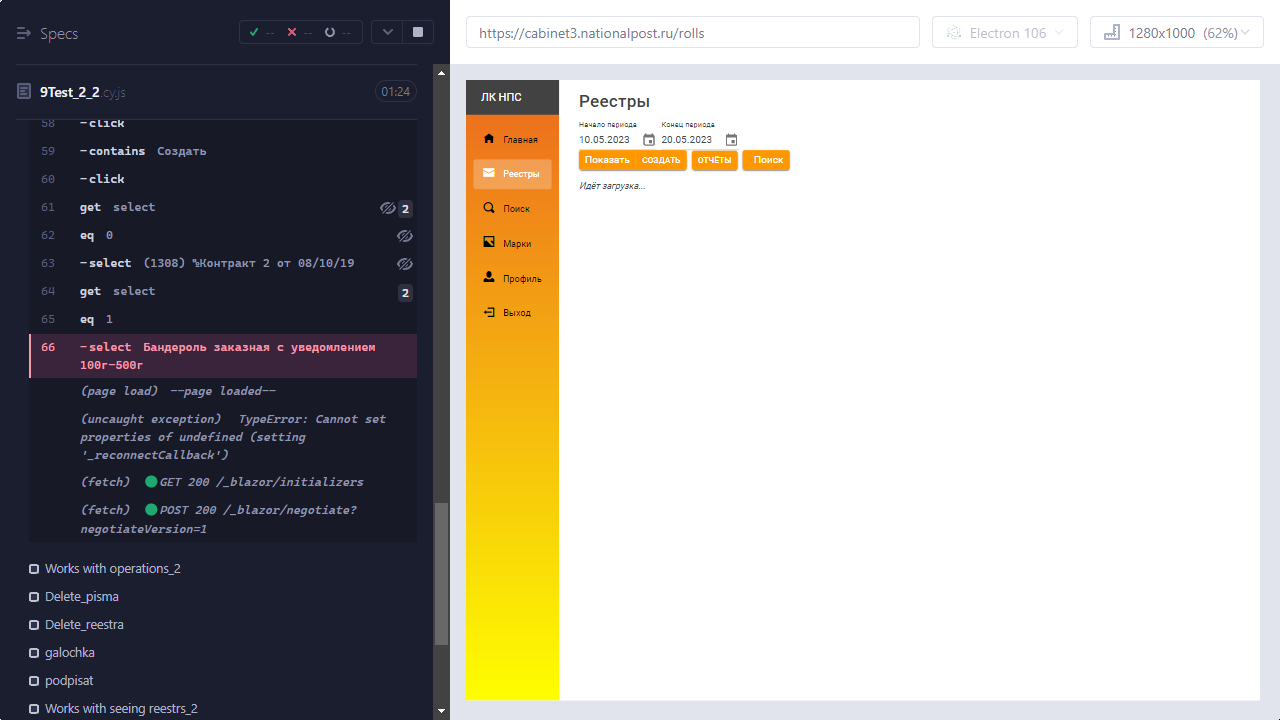 Specs
-- -- --
9Test_2_2.cy.js
01:24
58 -click
59 -contains Создать
60 -click
61 get select 2
62 eq 0
63 -select (1308) %Контракт 2 от 08/10/19
64 get select 2
65 eq 1
66 -select Бандероль заказная с уведомлением
100г-500г
(page load) --page loaded--
(uncaught exception) TypeError: Cannot set
properties of undefined (setting
'_reconnectCallback')
(fetch) GET 200 /_blazor/initializers
(fetch) POST 200 /_blazor/negotiate?
negotiateVersion=1
Works with operations_2
Delete_pisma
Delete_reestra
galochka
podpisat
Works with seeing reestrs_2
https://cabinet3.nationalpost.ru/rolls
Electron 106
1280x1000 (62%)
ЛК НПС
Главная
Реестры
Поиск
Марки
Профиль
Выход
Реестры
Начало периода Конец периода
10.05.2023 20.05.2023
Показать СОЗДАТЬ ОТЧЁТЫ Поиск
Идёт загрузка...